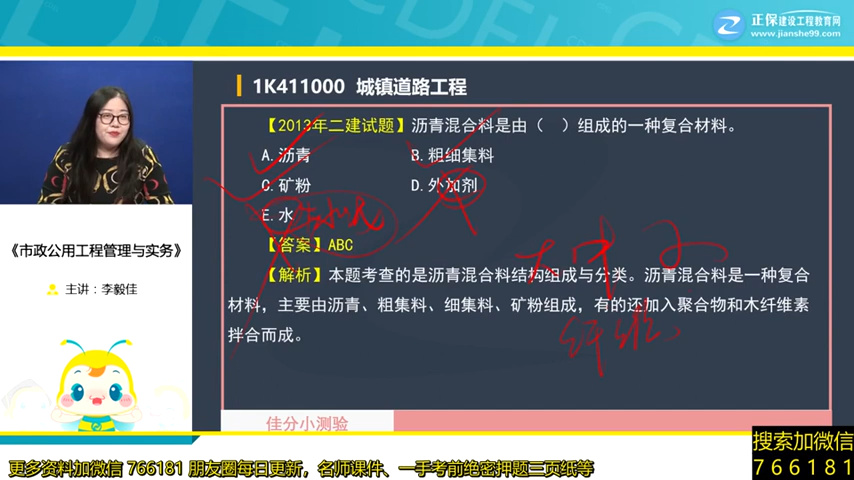 正保建设工程教育网
www.jianshe99.com
1K411000 城镇道路工程
【2013年二建试题】沥青混合料是由（ ）组成的一种复合材料。
A.沥青
B.粗细集料
C.矿粉
D.外加剂
E.水
【答案】ABC
【解析】本题考查的是沥青混合料结构组成与分类。沥青混合料是一种复合
材料，主要由沥青、粗集料、细集料、矿粉组成，有的还加入聚合物和木纤维素
拌合而成。
大中小
纤维
《市政公用工程管理与实务》
主讲：李毅佳
佳分小测验
更多资料加微信 766181 朋友圈每日更新，名师课件、一手考前绝密押题三页纸等
搜索加微信
766181